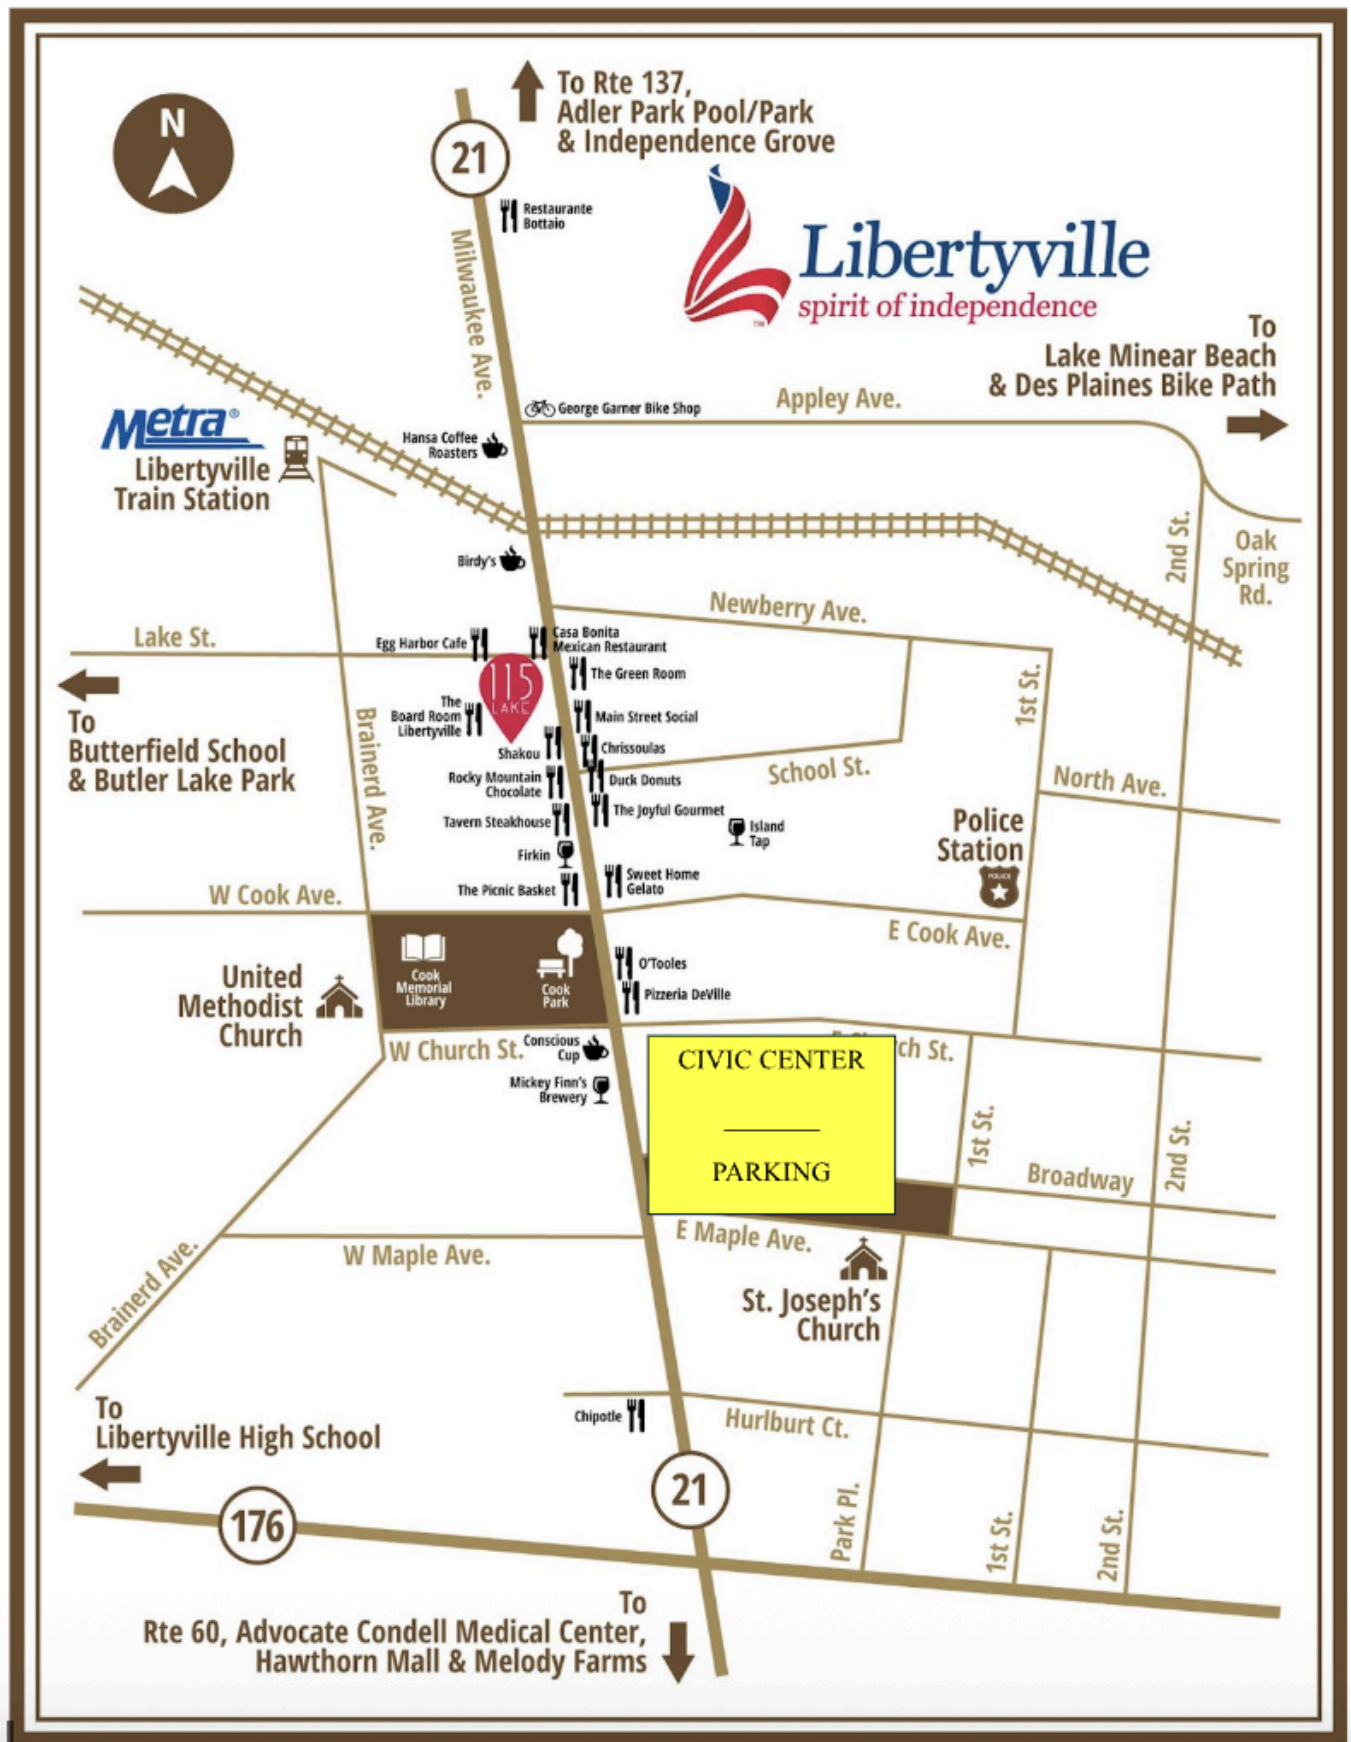 N
To Rte 137,
Adler Park Pool/Park
& Independence Grove
21
Restaurante
Bottaio
Milwaukee Ave.
Libertyville
spirit of independence
TM
To
Lake Minear Beach
& Des Plaines Bike Path
Appley Ave.
George Garner Bike Shop
Hansa Coffee
Roasters
Metra®
Libertyville
Train Station
2nd St.
Oak
Spring
Rd.
Birdy's
Newberry Ave.
Lake St.
Egg Harbor Cafe
Casa Bonita
Mexican Restaurant
The Green Room
115
LAKE
1st St.
To
Butterfield School
& Butler Lake Park
Brainerd Ave.
The
Board Room
Libertyville
Main Street Social
Shakou
Chrissoulas
School St.
North Ave.
Rocky Mountain
Chocolate
Duck Donuts
Tavern Steakhouse
The Joyful Gourmet
Island
Tap
Police
Station
POLICE
Firkin
The Picnic Basket
Sweet Home
Gelato
W Cook Ave.
E Cook Ave.
Cook
Memorial
Library
Cook
Park
O'Tooles
Pizzeria DeVille
United
Methodist
Church
W Church St.
Conscious
Cup
Mickey Finn's
Brewery
ch St.
CIVIC CENTER
PARKING
1st St.
2nd St.
Broadway
E Maple Ave.
W Maple Ave.
Brainerd Ave.
St. Joseph's
Church
To
Libertyville High School
Chipotle
Hurlburt Ct.
21
176
Park Pl.
1st St.
2nd St.
To
Rte 60, Advocate Condell Medical Center,
Hawthorn Mall & Melody Farms